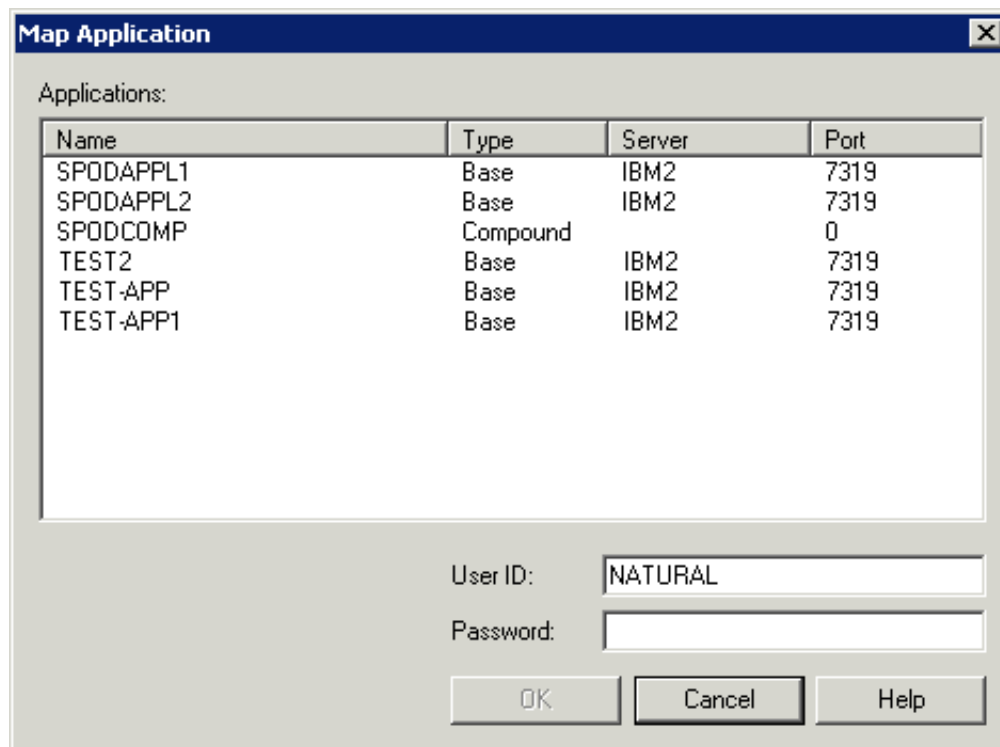 Map Application
Applications:
Name Type Server Port
SPODAPPL1 Base IBM2 7319
SPODAPPL2 Base IBM2 7319
SPODCOMP Compound 0
TEST2 Base IBM2 7319
TEST-APP Base IBM2 7319
TEST-APP1 Base IBM2 7319
User ID: NATURAL
Password:
OK Cancel Help